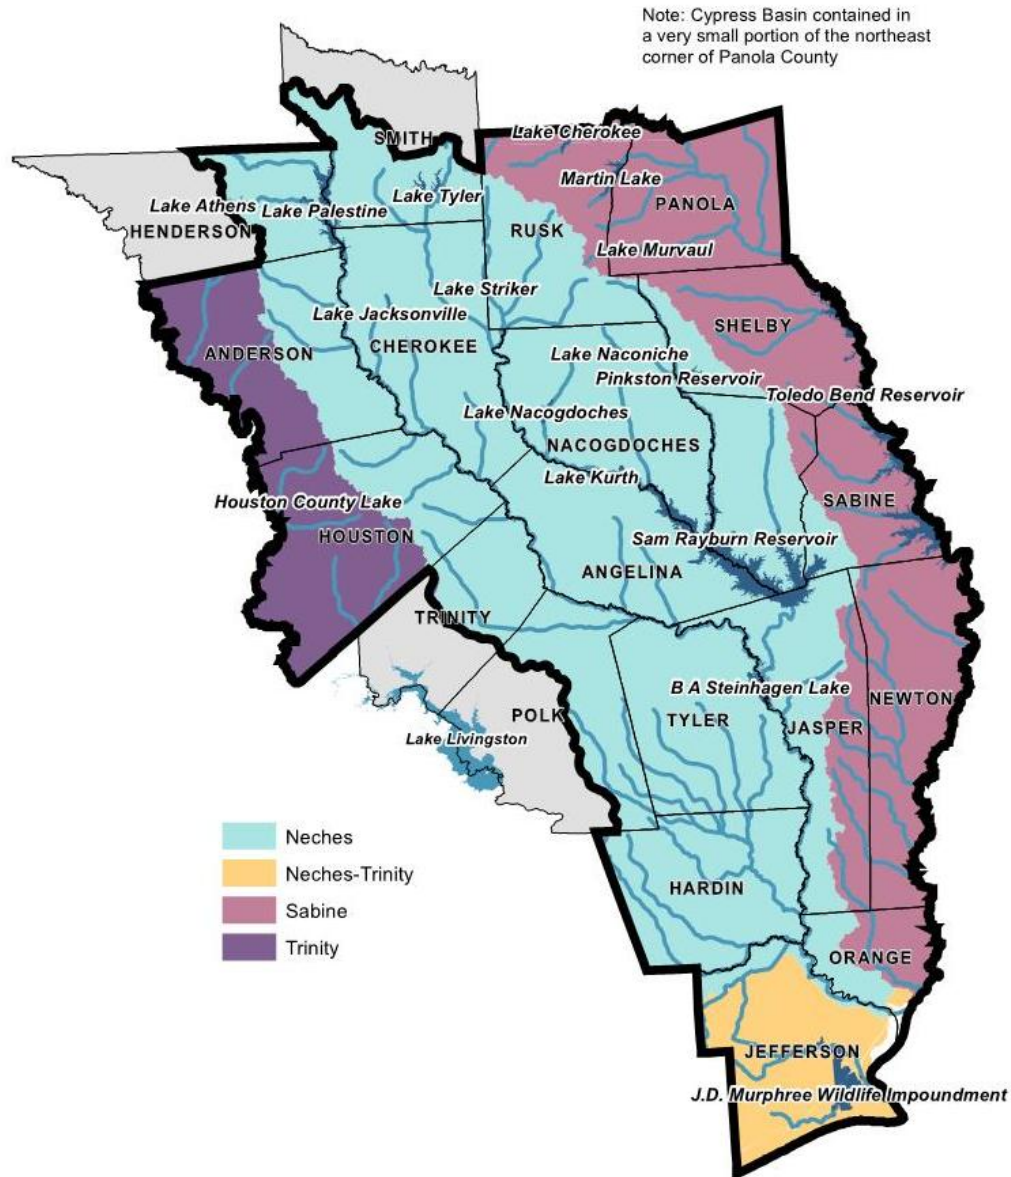 Note: Cypress Basin contained in
a very small portion of the northeast
corner of Panola County
SMITH
Lake Cherokee
Martin Lake
Lake Tyler
PANOLA
Lake Athens
Lake Palestine
HENDERSON
RUSK
Lake Murvaul
Lake Striker
Lake Jacksonville
SHELBY
CHEROKEE
ANDERSON
Lake Naconiche
Pinkston Reservoir
Toledo Bend Reservoir
Lake Nacogdoches
NACOGDOCHES
Lake Kurth
Houston County Lake
SABINE
HOUSTON
Sam Rayburn Reservoir
ANGELINA
TRINITY
B A Steinhagen Lake
NEWTON
POLK
TYLER
JASPER
Lake Livingston
Neches
Neches-Trinity
HARDIN
Sabine
Trinity
ORANGE
JEFFERSON
J.D. Murphree Wildlife Impoundment